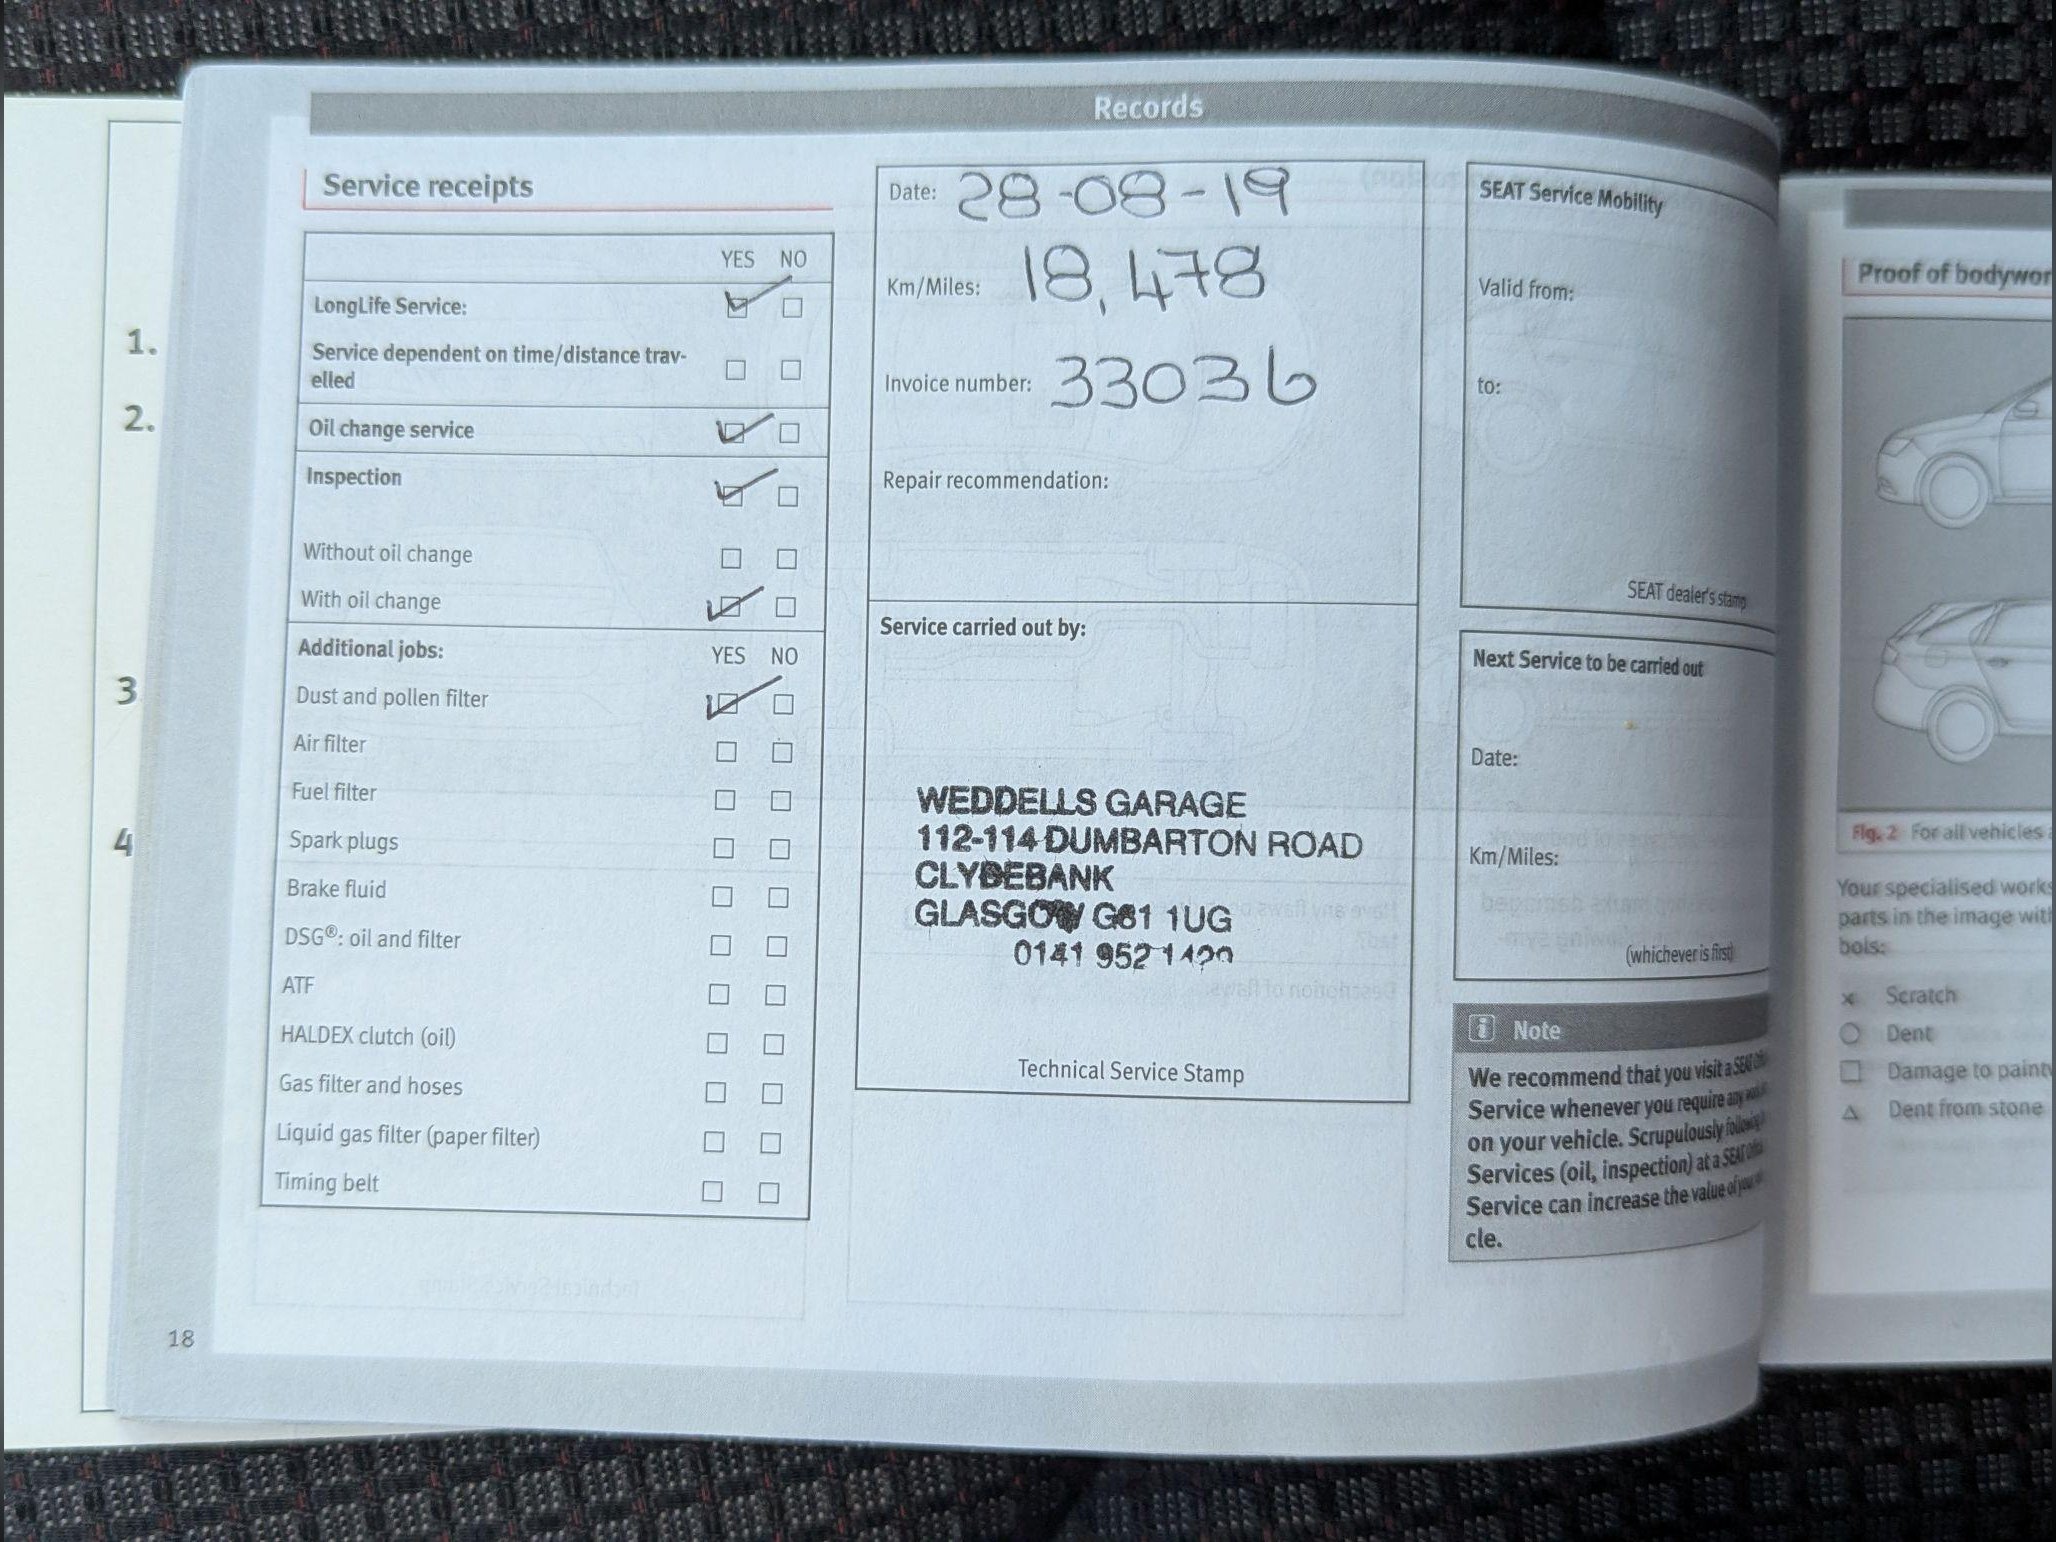 Records
1.
2.
3
4
Service receipts
YES NO
LongLife Service:
Service dependent on time/distance trav-
elled
Oil change service
Inspection
Without oil change
With oil change
Additional jobs: YES NO
Dust and pollen filter
Air filter
Fuel filter
Spark plugs
Brake fluid
DSG®: oil and filter
ATF
HALDEX clutch (oil)
Gas filter and hoses
Liquid gas filter (paper filter)
Timing belt
18
Date: 28-08-19
Km/Miles: 18,478
Invoice number: 33036
Repair recommendation:
Service carried out by:
WEDDELLS GARAGE
112-114 DUMBARTON ROAD
CLYDEBANK
GLASGOW G81 1UG
0141 952
Technical Service Stamp
SEAT Service Mobility
Valid from:
to:
SEAT dealer's stamp
Next Service to be carried out
Date:
Km/Miles:
(whichever is first)
i Note
We recommend that you visit a SEAT
Service whenever you require any
on your vehicle. Scrupulously following
Services (oil, inspection) at a SEAT
Service can increase the value of
cle.
Proof of bodywor
Fig. 2 For all vehicles
Your specialised works
parts in the image with
bols:
Scratch
Dent
Damage to paint
Dent from stone